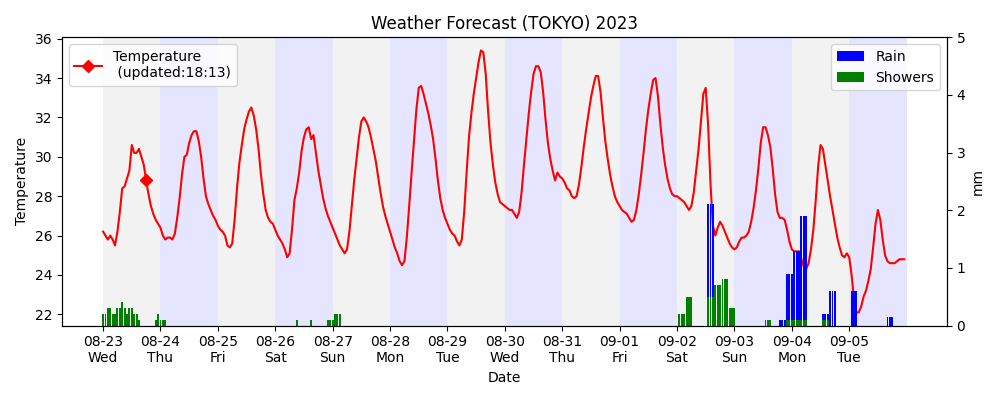 Weather Forecast (TOKYO) 2023
Temperature
(updated:18:13)
Rain
Showers
36
34
32
30
28
26
24
22
Temperature
5
4
3
2
1
0
mm
08-23 08-24 08-25 08-26 08-27 08-28 08-29 08-30 08-31 09-01 09-02 09-03 09-04 09-05
Wed Thu Fri Sat Sun Mon Tue Wed Thu Fri Sat Sun Mon Tue
Date